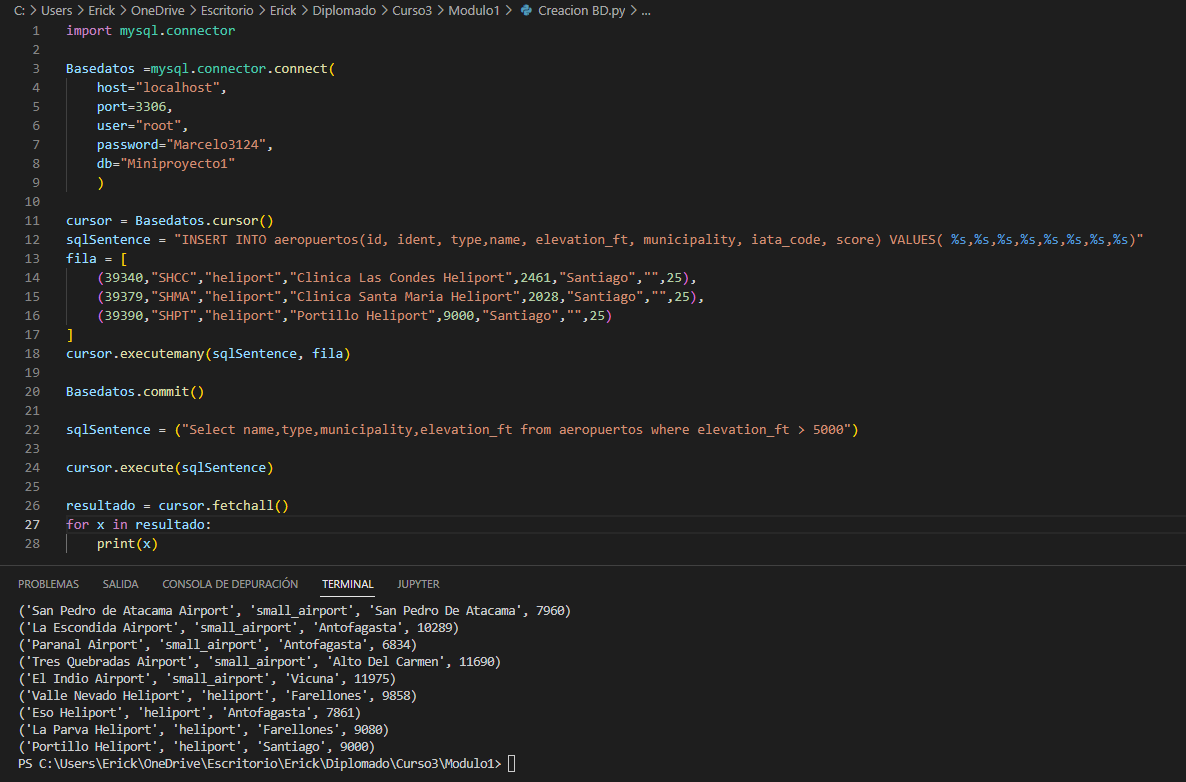 C: > Users > Erick > OneDrive > Escritorio > Erick > Diplomado > Curso3 > Modulo1 > Creacion BD.py > ...
1 import mysql.connector
2
3 Basedatos =mysql.connector.connect(
4     host="localhost",
5     port=3306,
6     user="root",
7     password="Marcelo3124",
8     db="Miniproyecto1"
9     )
10
11 cursor = Basedatos.cursor()
12 sqlSentence = "INSERT INTO aeropuertos(id, ident, type,name, elevation_ft, municipality, iata_code, score) VALUES( %s,%s,%s,%s,%s,%s,%s,%s)"
13 fila = [
14     (39340,"SHCC","heliport","Clinica Las Condes Heliport",2461,"Santiago","",25),
15     (39379,"SHMA","heliport","Clinica Santa Maria Heliport",2028,"Santiago","",25),
16     (39390,"SHPT","heliport","Portillo Heliport",9000,"Santiago","",25)
17 ]
18 cursor.executemany(sqlSentence, fila)
19
20 Basedatos.commit()
21
22 sqlSentence = ("Select name,type,municipality,elevation_ft from aeropuertos where elevation_ft > 5000")
23
24 cursor.execute(sqlSentence)
25
26 resultado = cursor.fetchall()
27 for x in resultado:
28     print(x)
PROBLEMAS SALIDA CONSOLA DE DEPURACIÓN TERMINAL JUPYTER
('San Pedro de Atacama Airport', 'small_airport', 'San Pedro De Atacama', 7960)
('La Escondida Airport', 'small_airport', 'Antofagasta', 10289)
('Paranal Airport', 'small_airport', 'Antofagasta', 6834)
('Tres Quebradas Airport', 'small_airport', 'Alto Del Carmen', 11690)
('El Indio Airport', 'small_airport', 'Vicuna', 11975)
('Valle Nevado Heliport', 'heliport', 'Farellones', 9858)
('Eso Heliport', 'heliport', 'Antofagasta', 7861)
('La Parva Heliport', 'heliport', 'Farellones', 9080)
('Portillo Heliport', 'heliport', 'Santiago', 9000)
PS C:\Users\Erick\OneDrive\Escritorio\Erick\Diplomado\Curso3\Modulo1>